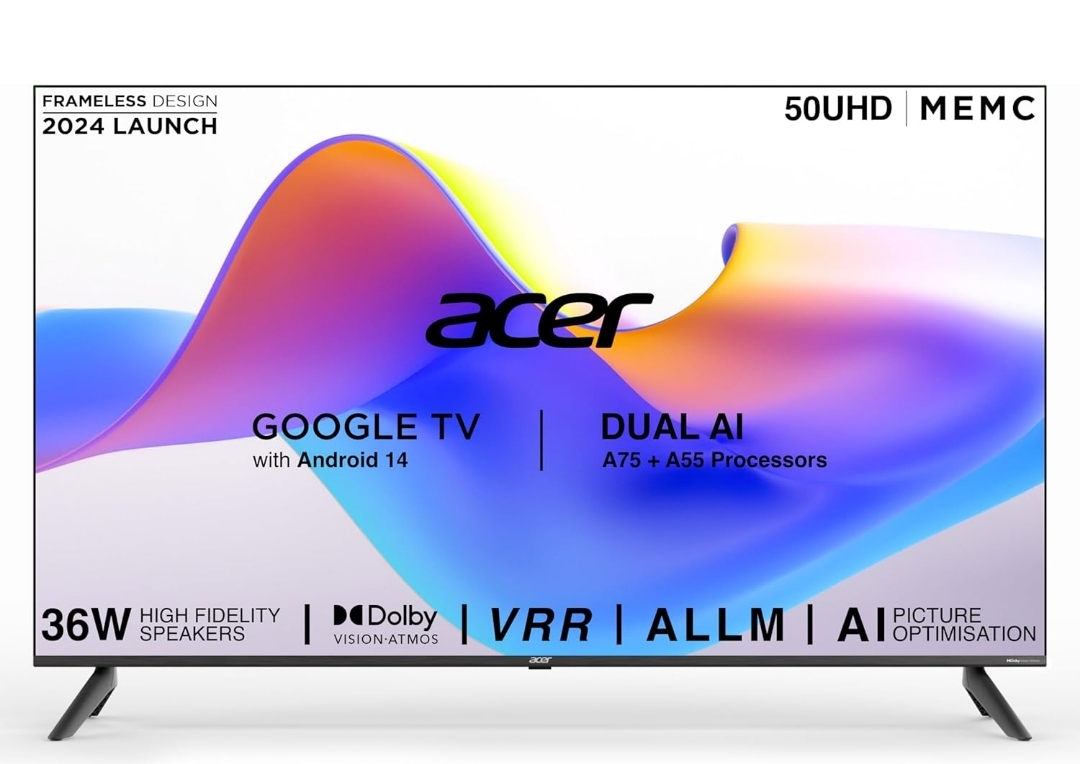 FRAMELESS DESIGN
2024 LAUNCH
50UHD | MEMC
acer
GOOGLE TV
with Android 14
DUAL AI
A75 + A55 Processors
36W HIGH FIDELITY
SPEAKERS
Dolby
VISION·ATMOS
VRR
ALLM
AI PICTURE
OPTIMISATION
acer